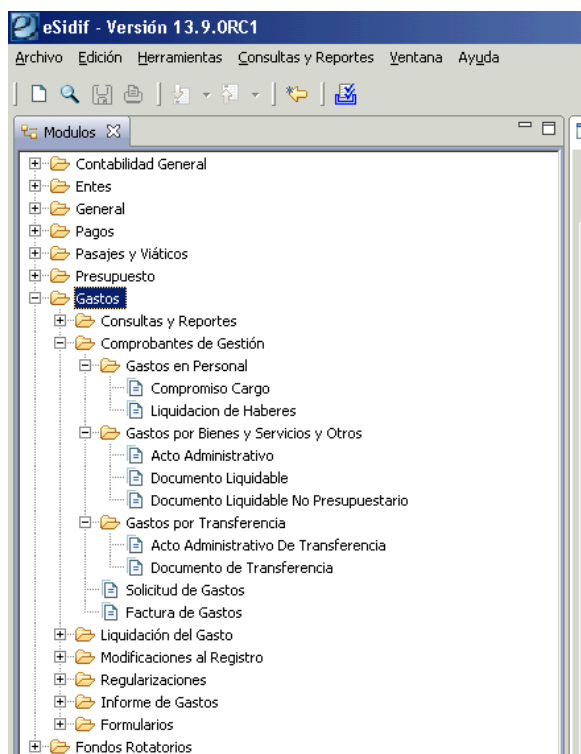 eSidif - Versión 13.9.0RC1
Archivo Edición Herramientas Consultas y Reportes Ventana Ayuda
Modulos
Contabilidad General
Entes
General
Pagos
Pasajes y Viáticos
Presupuesto
Gastos
Consultas y Reportes
Comprobantes de Gestión
Gastos en Personal
Compromiso Cargo
Liquidacion de Haberes
Gastos por Bienes y Servicios y Otros
Acto Administrativo
Documento Liquidable
Documento Liquidable No Presupuestario
Gastos por Transferencia
Acto Administrativo De Transferencia
Documento de Transferencia
Solicitud de Gastos
Factura de Gastos
Liquidación del Gasto
Modificaciones al Registro
Regularizaciones
Informe de Gastos
Formularios
Fondos Rotatorios